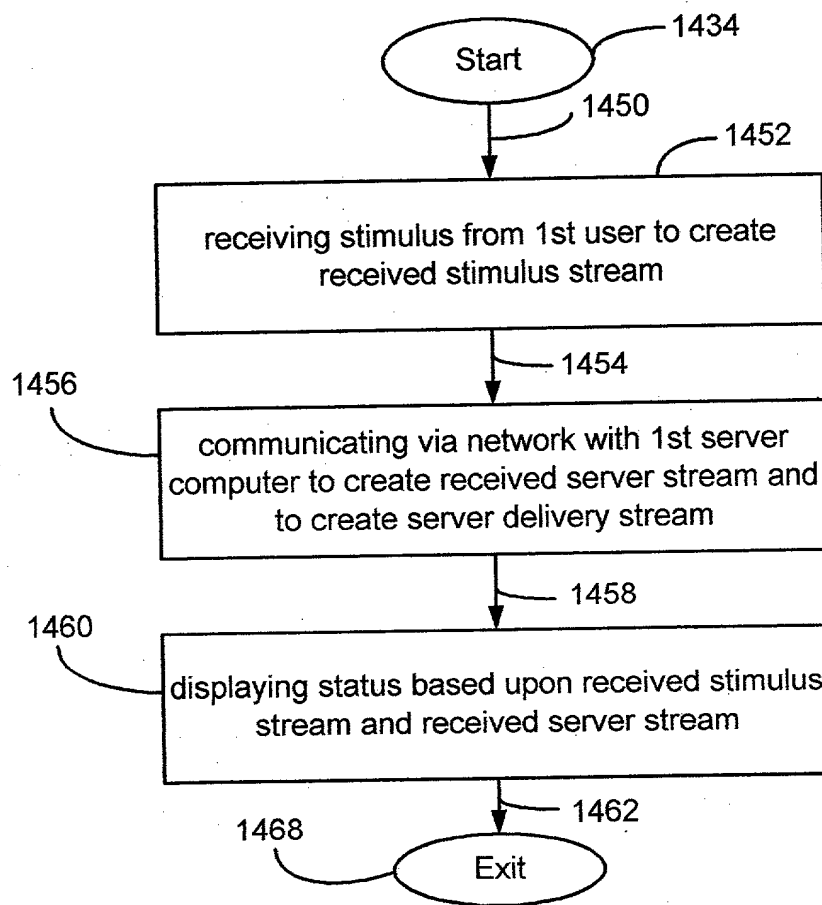 Start
1434
1450
1452
receiving stimulus from 1st user to create
received stimulus stream
1454
1456
communicating via network with 1st server
computer to create received server stream and
to create server delivery stream
1458
1460
displaying status based upon received stimulus
stream and received server stream
1462
1468
Exit